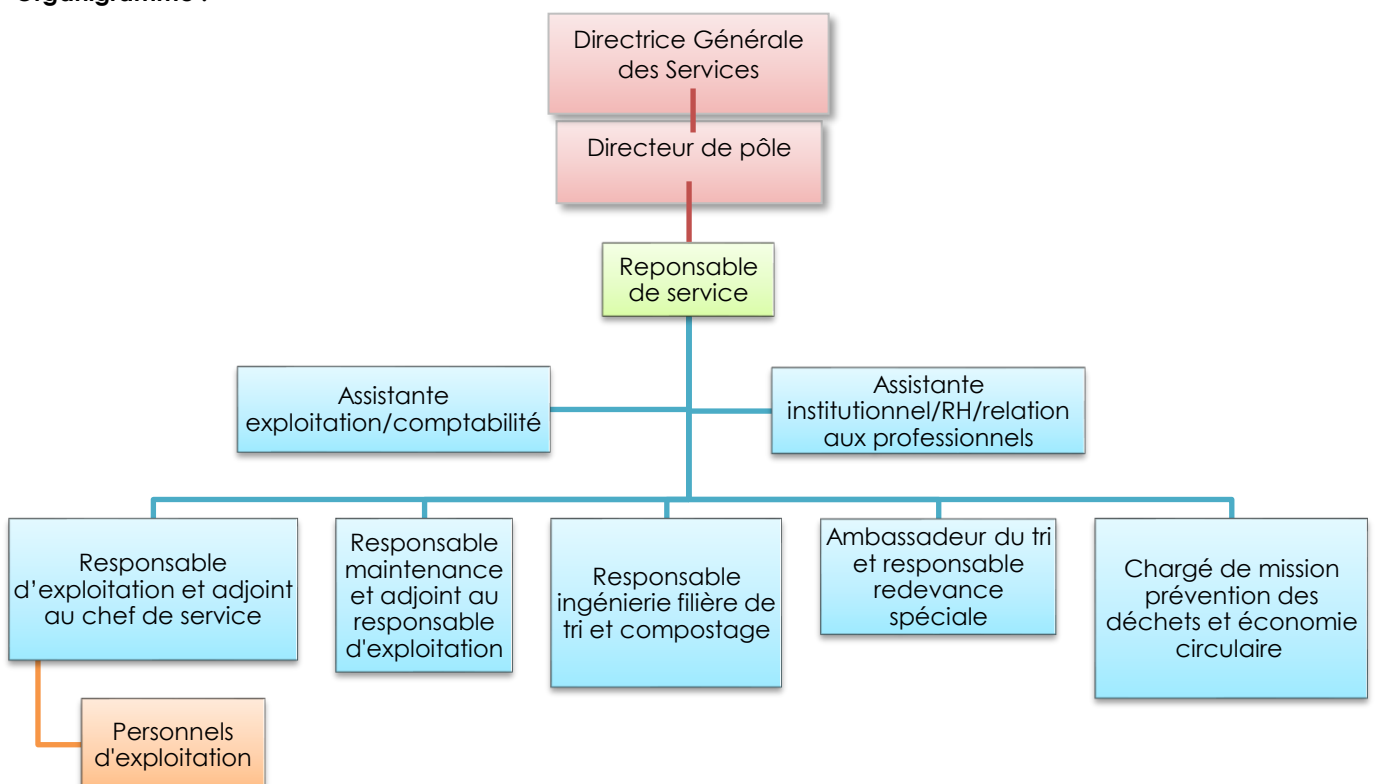 Directrice Générale
des Services
Directeur de pôle
Reponsable
de service
Assistante
exploitation/comptabilité
Assistante
institutionnel/RH/relation
aux professionnels
Responsable
d’exploitation et adjoint
au chef de service
Responsable
maintenance
et adjoint au
responsable
d'exploitation
Responsable
ingénierie filière de
tri et compostage
Ambassadeur du tri
et responsable
redevance
spéciale
Chargé de mission
prévention des
déchets et économie
circulaire
Personnels
d'exploitation